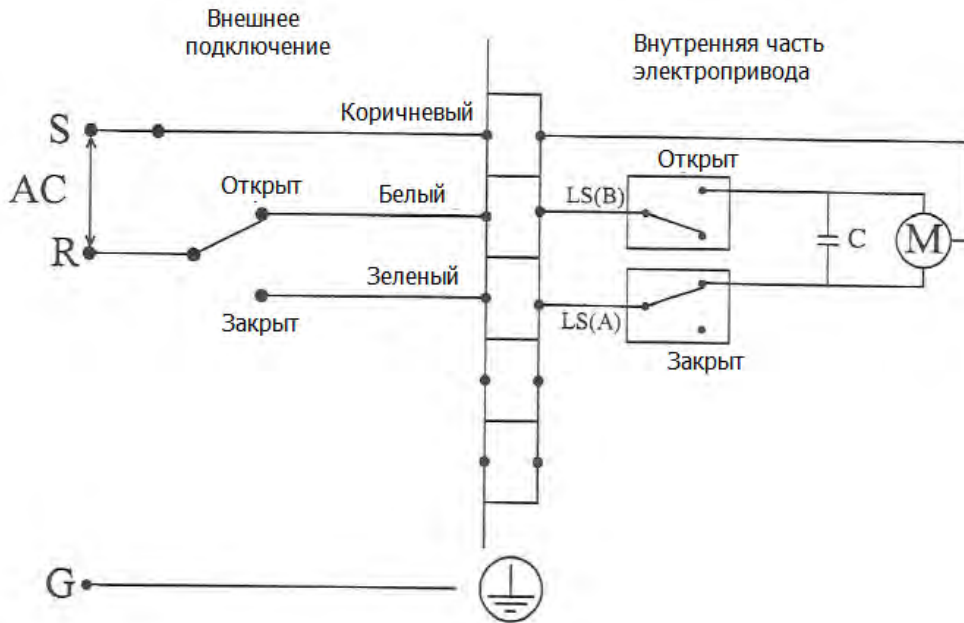 Внешнее
подключение
Внутренняя часть
электропривода
Коричневый
S
Открыт
AC
Открыт
Белый
LS(B)
C
M
R
Зеленый
LS(A)
Закрыт
Закрыт
G